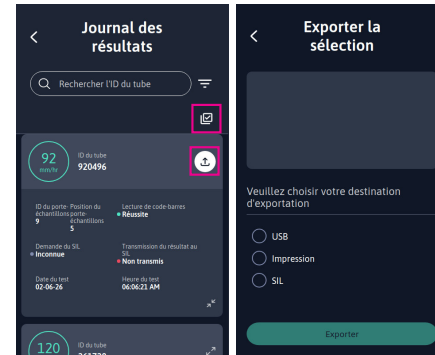 Journal des
résultats
Rechercher l'ID du tube
92
mm/hr
ID du tube
920496
ID du porte-
échantillons
9
Position du
porte-
échantillons
5
Lecture de code-barres
Réussite
Demande du SIL
Inconnue
Transmission du résultat au
SIL
Non transmis
Date du test
02-06-26
Heure du test
06:06:21 AM
120
ID du tube
Exporter la
sélection
Veuillez choisir votre destination
d'exportation
USB
Impression
SIL
Exporter